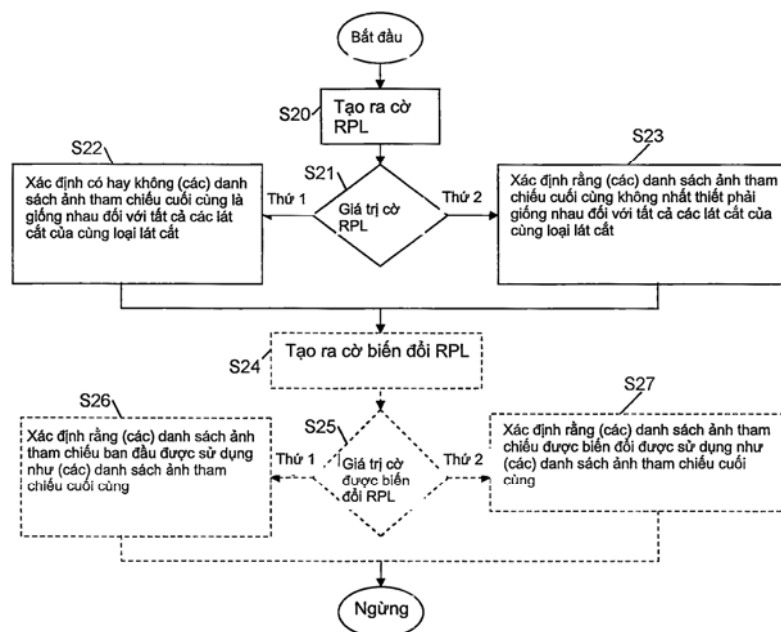 Bắt đầu
S20
Tạo ra cờ
RPL
S22
Xác định có hay không (các) danh
sách ảnh tham chiếu cuối cùng là
giống nhau đối với tất cả các lát
cắt của cùng loại lát cắt
S21
Thứ 1
Giá trị cờ
RPL
Thứ 2
S23
Xác định rằng (các) danh sách ảnh tham
chiếu cuối cùng không nhất thiết phải
giống nhau đối với tất cả các lát cắt của
cùng loại lát cắt
S24
Tạo ra cờ biến đổi RPL
S26
Xác định rằng (các) danh sách ảnh
tham chiếu ban đầu được sử dụng
như (các) danh sách ảnh tham
chiếu cuối cùng
S25
Thứ 1
Giá trị cờ
được biến
đổi RPL
Thứ 2
S27
Xác định rằng (các) danh sách ảnh tham
chiếu được biến đổi được sử dụng như
(các) danh sách ảnh tham chiếu cuối
cùng
Ngừng